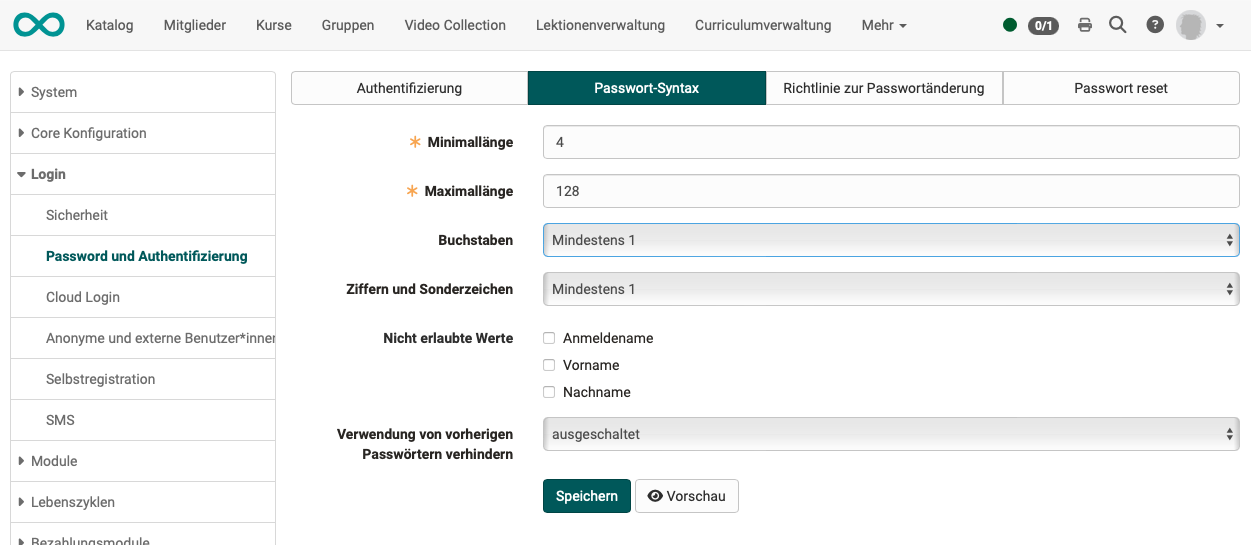 Katalog Mitglieder Kurse Gruppen Video Collection Lektionenverwaltung Curriculumverwaltung Mehr 0/1 ?
System
Core Konfiguration
Login
Sicherheit
Password und Authentifizierung
Cloud Login
Anonyme und externe Benutzer*inner
Selbstregistration
SMS
Module
Lebenszyklen
Bezahlungsmodule
Authentifizierung Passwort-Syntax Richtlinie zur Passwortänderung Passwort reset
Minimallänge 4
Maximallänge 128
Buchstaben Mindestens 1
Ziffern und Sonderzeichen Mindestens 1
Nicht erlaubte Werte Anmeldename
Vorname
Nachname
Verwendung von vorherigen ausgeschaltet
Passwörtern verhindern
Speichern Vorschau